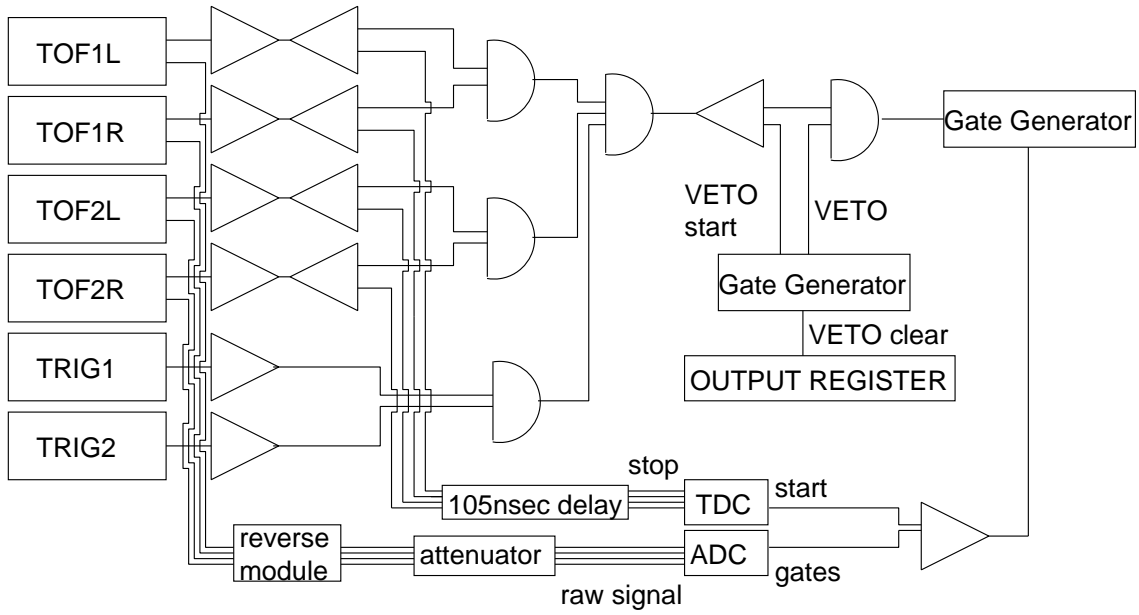 TOF1L
TOF1R
TOF2L
TOF2R
TRIG1
TRIG2
Gate Generator
VETO
start
VETO
Gate Generator
VETO clear
OUTPUT REGISTER
stop
105nsec delay
TDC
start
reverse
module
attenuator
ADC
gates
raw signal